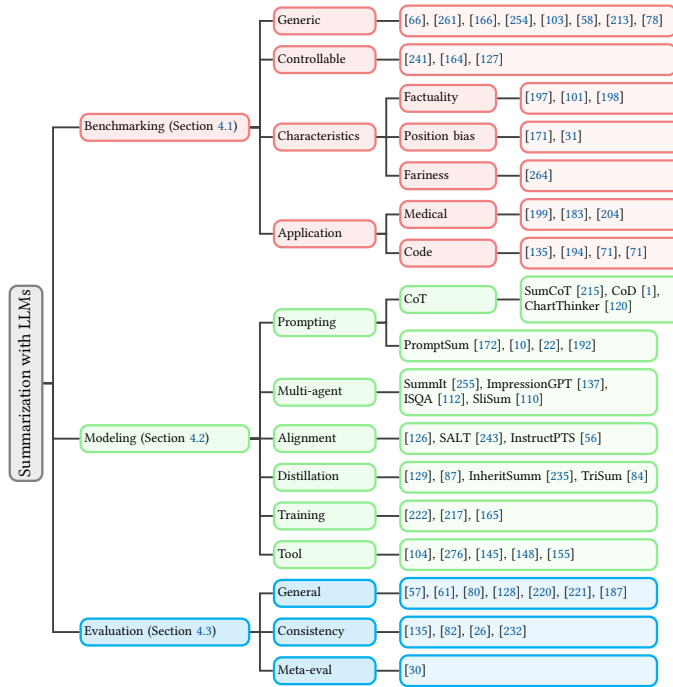 Summarization with LLMs
Benchmarking (Section 4.1)
Generic
[66], [261], [166], [254], [103], [58], [213], [78]
Controllable
[241], [164], [127]
Characteristics
Factuality
[197], [101], [198]
Position bias
[171], [31]
Fariness
[264]
Application
Medical
[199], [183], [204]
Code
[135], [194], [71], [71]
Modeling (Section 4.2)
Prompting
CoT
SumCoT [215], CoD [1],
ChartThinker [120]
PromptSum [172], [10], [22], [192]
Multi-agent
SummIt [255], ImpressionGPT [137],
ISQA [112], SliSum [110]
Alignment
[126], SALT [243], InstructPTS [56]
Distillation
[129], [87], InheritSumm [235], TriSum [84]
Training
[222], [217], [165]
Tool
[104], [276], [145], [148], [155]
Evaluation (Section 4.3)
General
[57], [61], [80], [128], [220], [221], [187]
Consistency
[135], [82], [26], [232]
Meta-eval
[30]